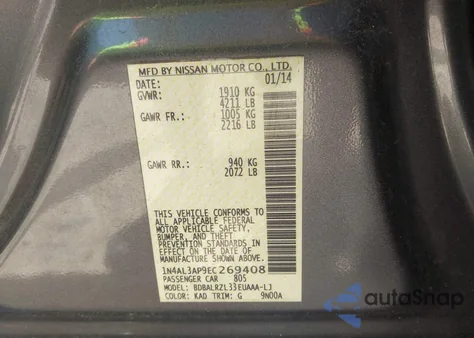 MFD BY NISSAN MOTOR CO., LTD.
DATE: 01/14
GVWR: 1910 KG
4211 LB
GAWR FR.: 1005 KG
2216 LB
GAWR RR.: 940 KG
2072 LB
THIS VEHICLE CONFORMS TO
ALL APPLICABLE FEDERAL
MOTOR VEHICLE SAFETY,
BUMPER, AND THEFT
PREVENTION STANDARDS
IN EFFECT ON THE DATE OF
MANUFACTURE SHOWN ABOVE.
1N4AL3AP9EC269408
PASSENGER CAR 805
MODEL: BDBALRZL33EUAAA-LJ
COLOR: KAD TRIM: G 9N00A
autoSnap